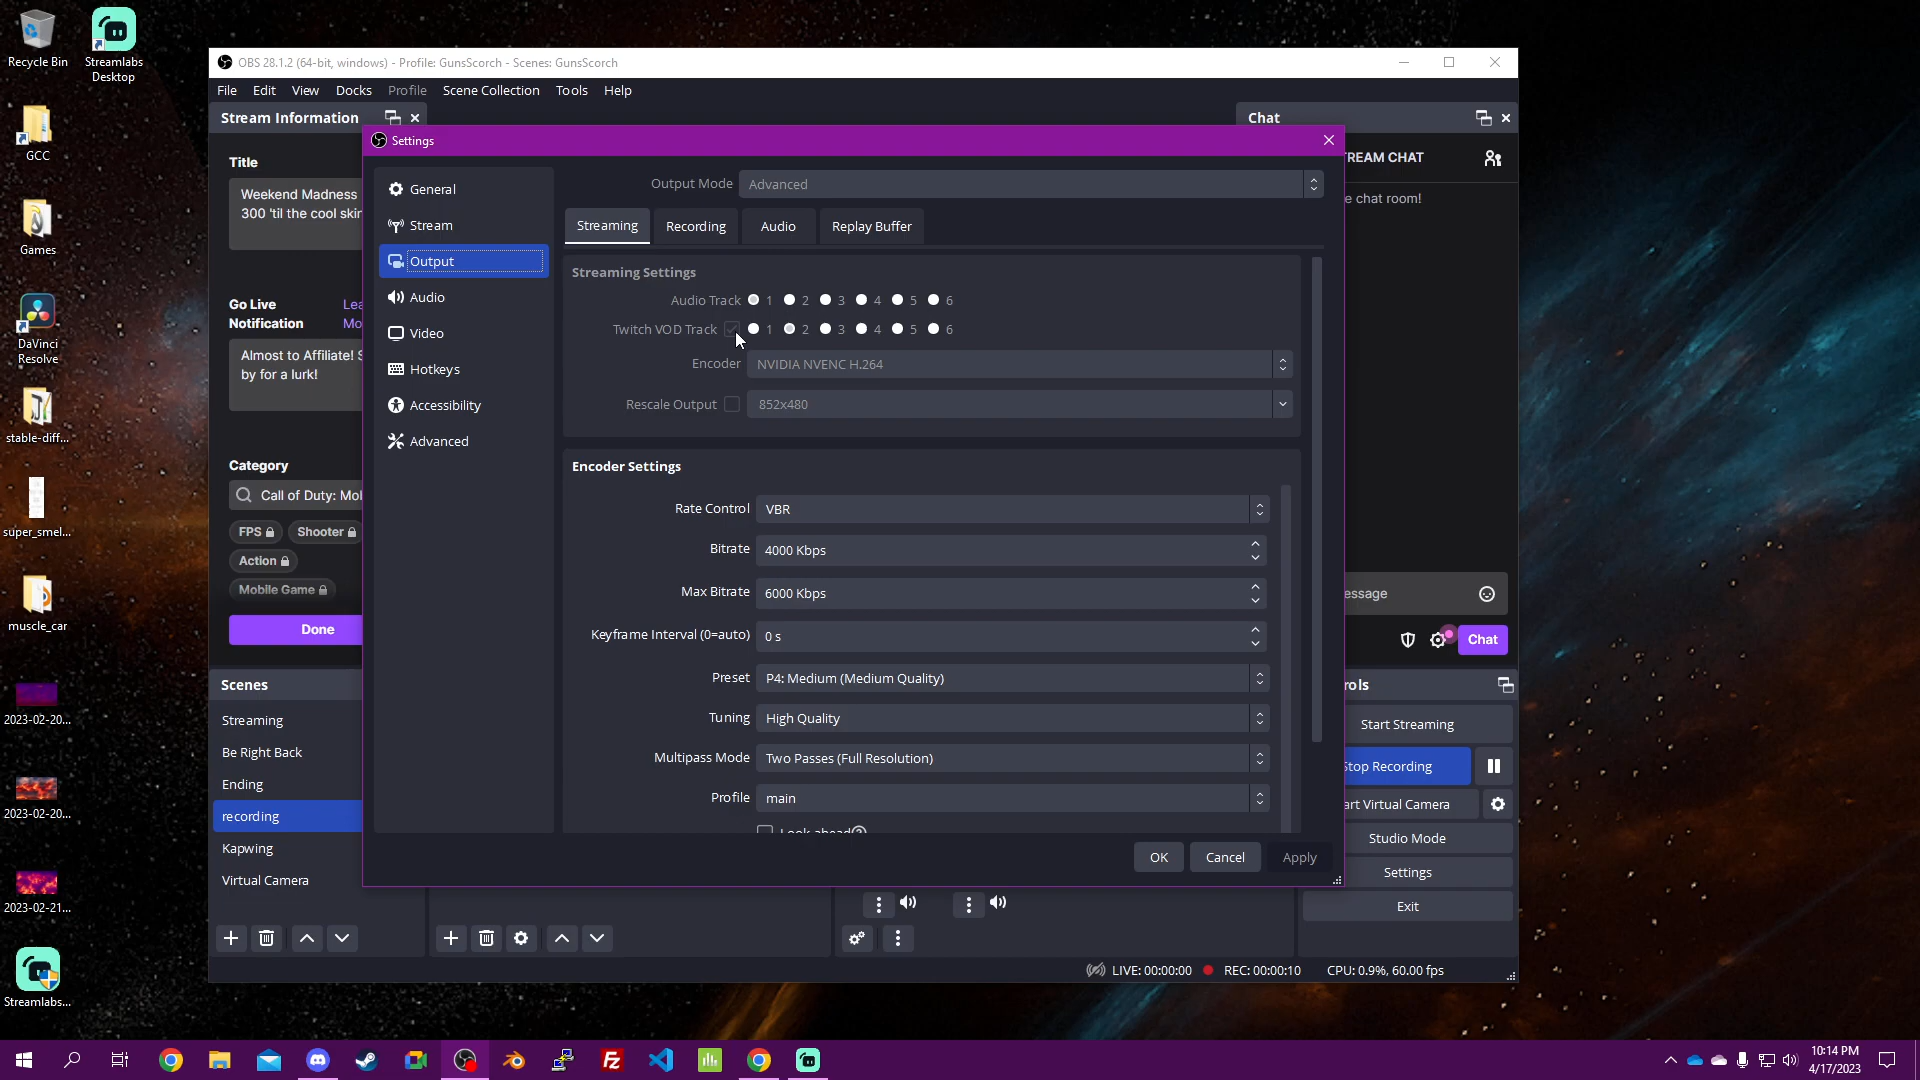 Recycle Bin
Streamlabs
Desktop
GCC
Games
DaVinci
Resolve
stable-diff...
super_smel...
muscle_car
2023-02-20...
2023-02-20...
2023-02-21...
Streamlabs...
OBS 28.1.2 (64-bit, windows) - Profile: GunsScorch - Scenes: GunsScorch
File Edit View Docks Profile Scene Collection Tools Help
Stream Information
Title
Weekend Madness
300 'til the cool skin
Go Live
Notification
Lea
Mo
Almost to Affiliate! S
by for a lurk!
Category
Call of Duty: Mo
FPS Shooter
Action
Mobile Game
Done
Scenes
Streaming
Be Right Back
Ending
recording
Kapwing
Virtual Camera
Settings
General
Stream
Output
Audio
Video
Hotkeys
Accessibility
Advanced
Output Mode Advanced
Streaming Recording Audio Replay Buffer
Streaming Settings
Audio Track 1 2 3 4 5 6
Twitch VOD Track 1 2 3 4 5 6
Encoder NVIDIA NVENC H.264
Rescale Output 852x480
Encoder Settings
Rate Control VBR
Bitrate 4000 Kbps
Max Bitrate 6000 Kbps
Keyframe Interval (0=auto) 0 s
Preset P4: Medium (Medium Quality)
Tuning High Quality
Multipass Mode Two Passes (Full Resolution)
Profile main
Look-ahead
OK Cancel Apply
Chat
REAM CHAT
e chat room!
essage
Chat
rols
Start Streaming
Stop Recording
art Virtual Camera
Studio Mode
Settings
Exit
LIVE: 00:00:00 REC: 00:00:10 CPU: 0.9%, 60.00 fps
10:14 PM
4/17/2023